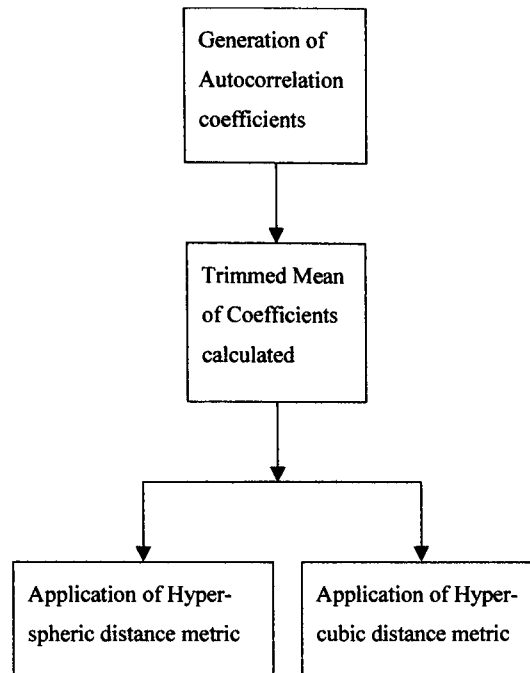 Generation of
Autocorrelation
coefficients
Trimmed Mean
of Coefficients
calculated
Application of Hyper-
spheric distance metric
Application of Hyper-
cubic distance metric